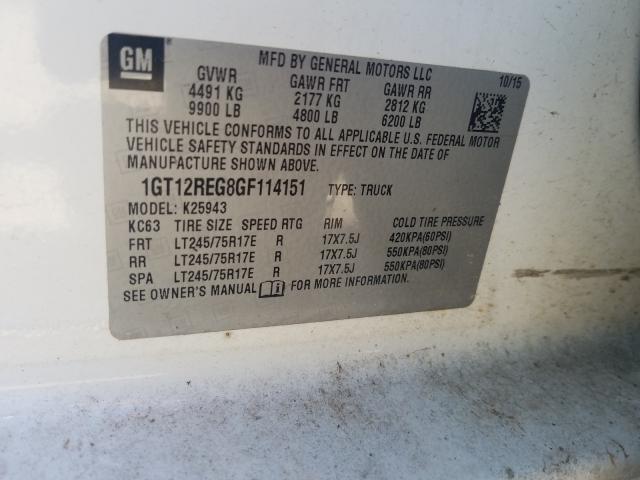 GM
MFD BY GENERAL MOTORS LLC 10/15
GVWR GAWR FRT GAWR RR
4491 KG 2177 KG 2812 KG
9900 LB 4800 LB 6200 LB
THIS VEHICLE CONFORMS TO ALL APPLICABLE U.S. FEDERAL MOTOR
VEHICLE SAFETY STANDARDS IN EFFECT ON THE DATE OF
MANUFACTURE SHOWN ABOVE.
1GT12REG8GF114151 TYPE: TRUCK
MODEL: K25943
KC63 TIRE SIZE SPEED RTG RIM COLD TIRE PRESSURE
FRT LT245/75R17E R 17X7.5J 420KPA(60PSI)
RR LT245/75R17E R 17X7.5J 550KPA(80PSI)
SPA LT245/75R17E R 17X7.5J 550KPA(80PSI)
SEE OWNER'S MANUAL FOR MORE INFORMATION.